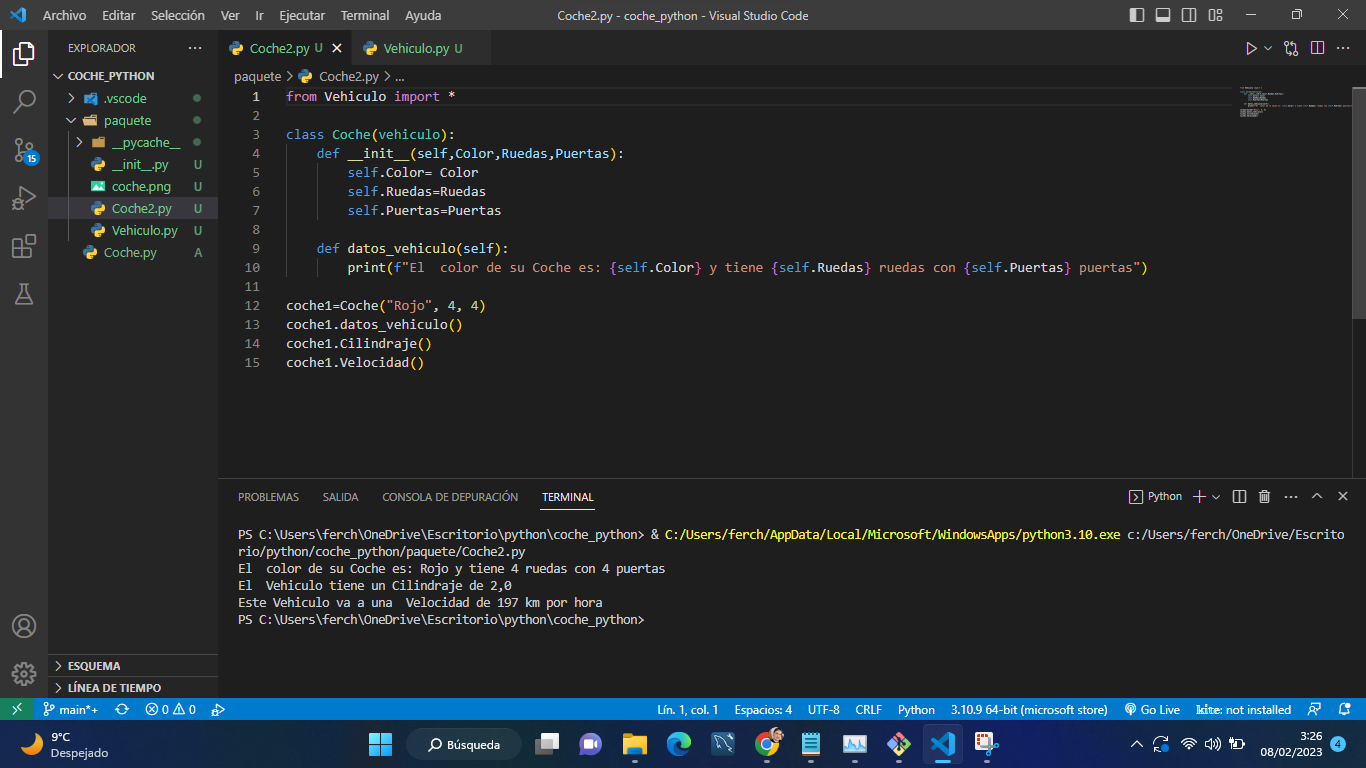 Archivo Editar Selección Ver Ir Ejecutar Terminal Ayuda
Coche2.py - coche_python - Visual Studio Code
EXPLORADOR
COCHE_PYTHON
.vscode
paquete
__pycache__
__init__.py U
coche.png U
Coche2.py U
Vehiculo.py U
Coche.py A
15
ESQUEMA
LÍNEA DE TIEMPO
Coche2.py U
Vehiculo.py U
paquete > Coche2.py > ...
1 from Vehiculo import *
2
3 class Coche(vehiculo):
4 def __init__(self,Color,Ruedas,Puertas):
5 self.Color= Color
6 self.Ruedas=Ruedas
7 self.Puertas=Puertas
8
9 def datos_vehiculo(self):
10 print(f"El  color de su Coche es: {self.Color} y tiene {self.Ruedas} ruedas con {self.Puertas} puertas")
11
12 coche1=Coche("Rojo", 4, 4)
13 coche1.datos_vehiculo()
14 coche1.Cilindraje()
15 coche1.Velocidad()
PROBLEMAS SALIDA CONSOLA DE DEPURACIÓN TERMINAL
Python
PS C:\Users\ferch\OneDrive\Escritorio\python\coche_python> & C:/Users/ferch/AppData/Local/Microsoft/WindowsApps/python3.10.exe c:/Users/ferch/OneDrive/Escrito
rio/python/coche_python/paquete/Coche2.py
El  color de su Coche es: Rojo y tiene 4 ruedas con 4 puertas
El  Vehiculo tiene un Cilindraje de 2,0
Este Vehiculo va a una  Velocidad de 197 km por hora
PS C:\Users\ferch\OneDrive\Escritorio\python\coche_python>
main*+ 0 0 Lín. 1, col. 1 Espacios: 4 UTF-8 CRLF Python 3.10.9 64-bit (microsoft store) Go Live kite: not installed
9°C
Despejado
Búsqueda
3:26
08/02/2023
4